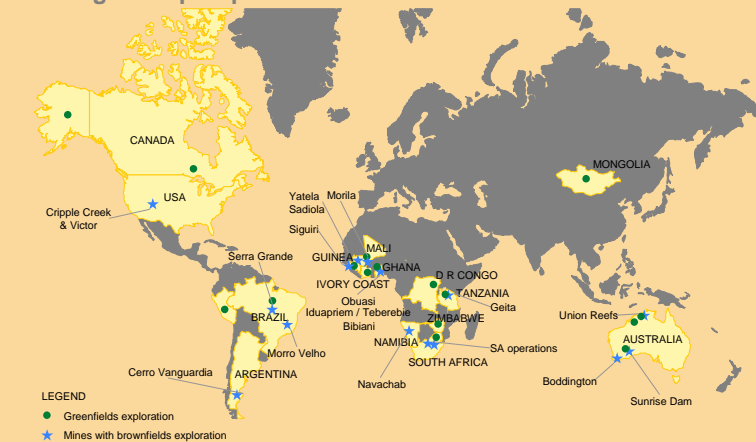 CANADA
MONGOLIA
USA
Cripple Creek
& Victor
Yatela
Morila
Sadiola
Siguiri
MALI
GUINEA
GHANA
Serra Grande
D R CONGO
IVORY COAST
TANZANIA
Obuasi
Geita
Iduapriem / Teberebie
BRAZIL
ZIMBABWE
Union Reefs
Bibiani
NAMIBIA
SA operations
AUSTRALIA
Morro Velho
SOUTH AFRICA
Cerro Vanguardia
ARGENTINA
Navachab
Boddington
Sunrise Dam
LEGEND
Greenfields exploration
Mines with brownfields exploration